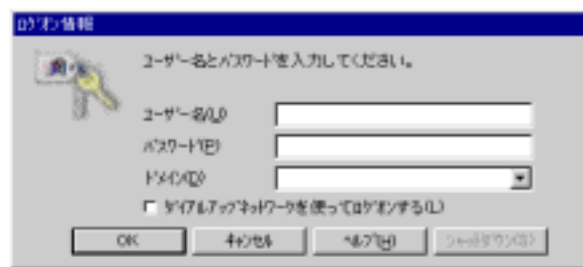 ﾛｸﾞｵﾝ情報
ﾕｰｻﾞｰ名とﾊﾟｽﾜｰﾄﾞを入力してください。
ﾕｰｻﾞｰ名(U)
ﾊﾟｽﾜｰﾄﾞ(P)
ﾄﾞﾒｲﾝ(D)
ﾀﾞｲｱﾙｱｯﾌﾟ ﾈｯﾄﾜｰｸを使ってﾛｸﾞｵﾝする(L)
OK ｷｬﾝｾﾙ ﾍﾙﾌﾟ(H) ｼｬｯﾄﾀﾞｳﾝ(S)